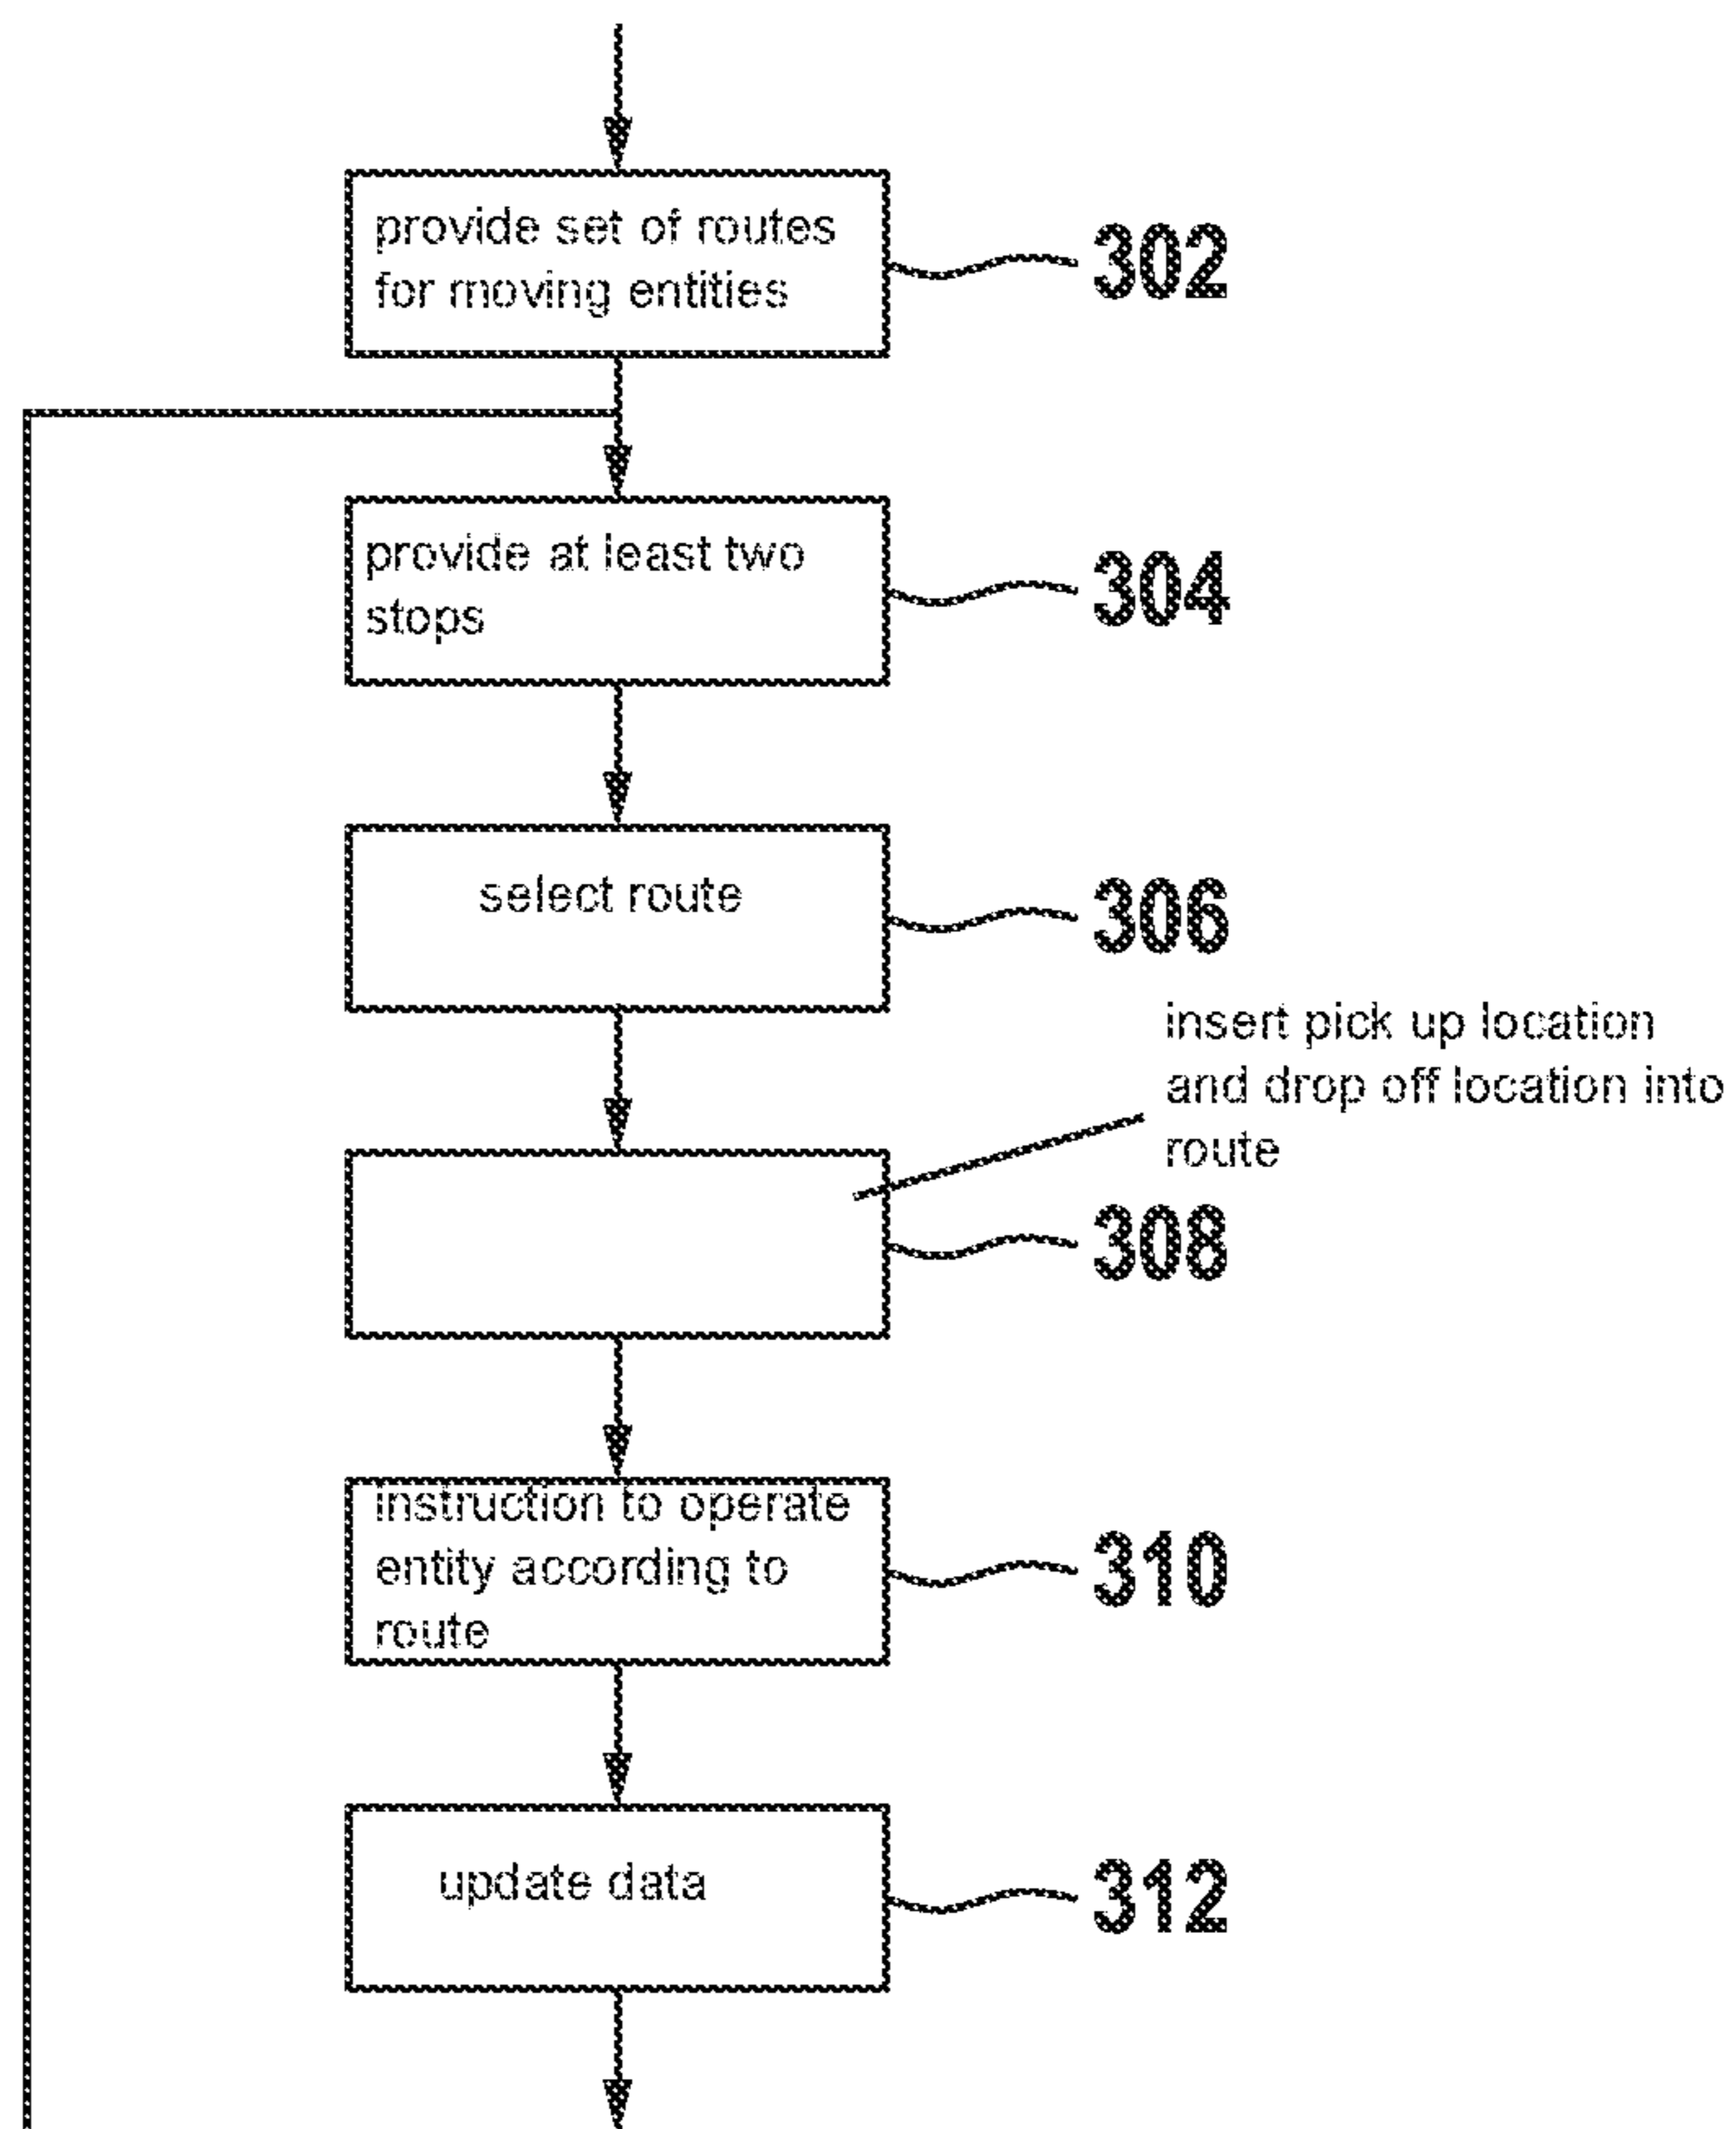 provide set of routes
for moving entities
302
provide at least two
stops
304
select route
306
insert pick up location
and drop off location into
route
308
instruction to operate
entity according to
route
310
update data
312